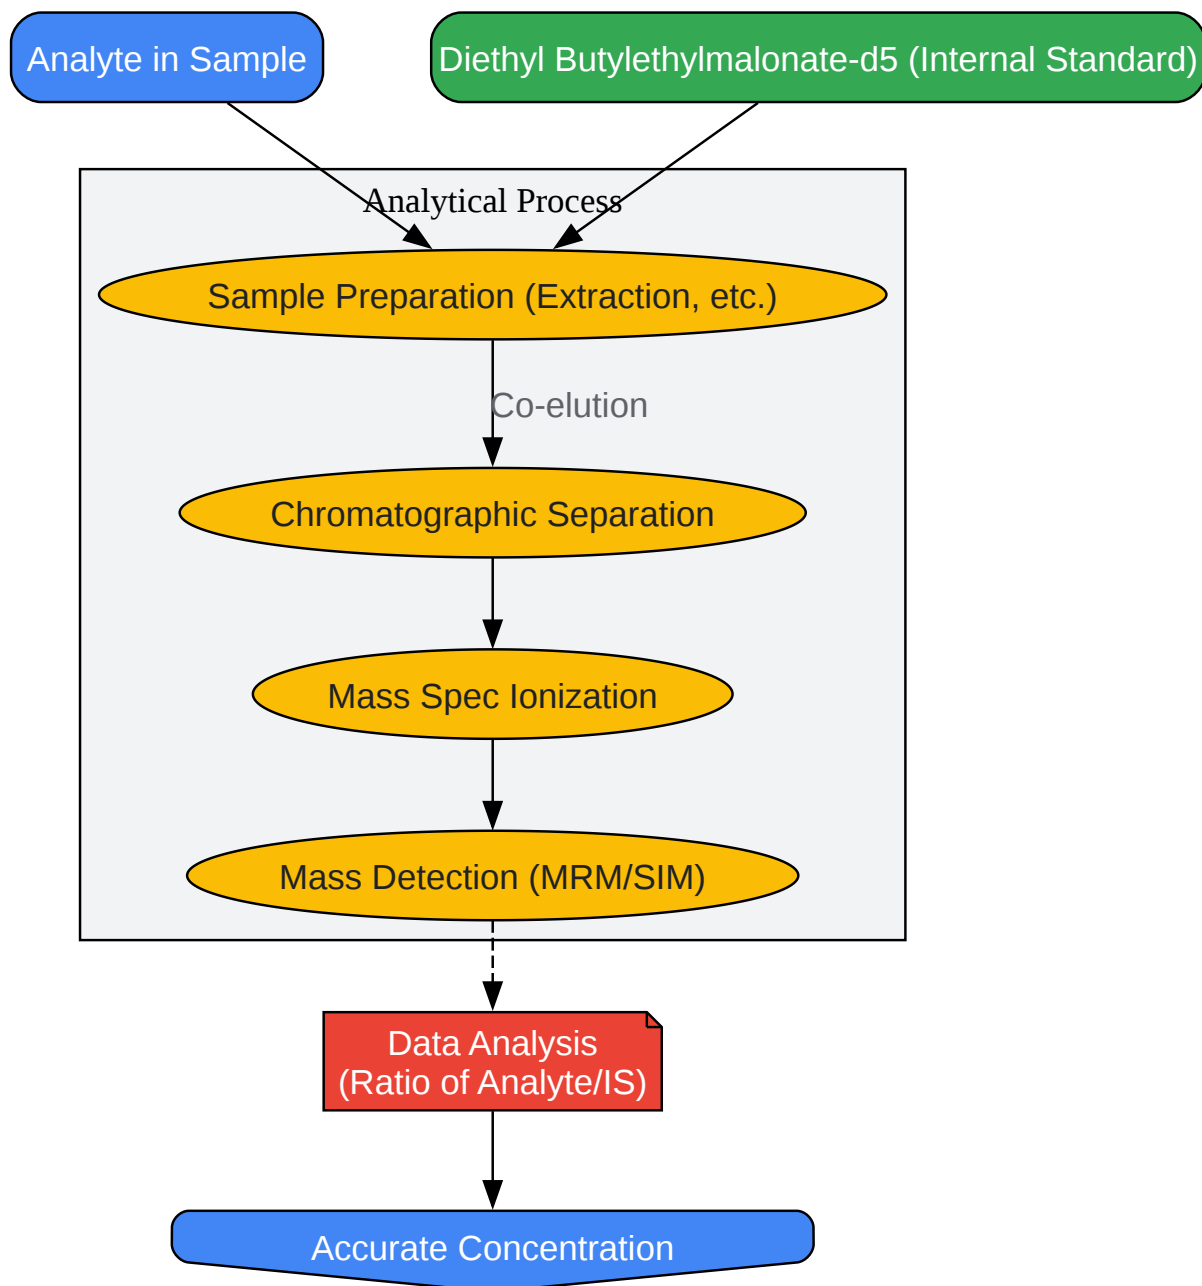 Analyte in Sample
Diethyl Butylethylmalonate-d5 (Internal Standard)
Analytical Process
Sample Preparation (Extraction, etc.)
Co-elution
Chromatographic Separation
Mass Spec Ionization
Mass Detection (MRM/SIM)
Data Analysis
(Ratio of Analyte/IS)
Accurate Concentration